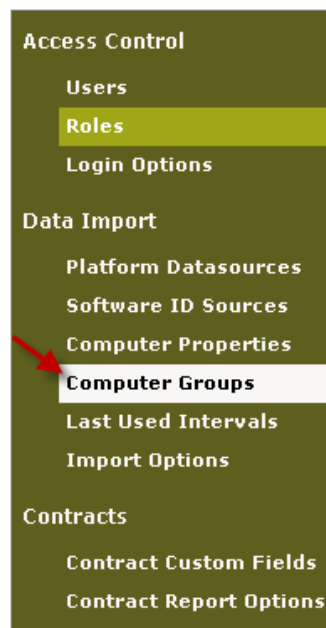 Access Control
Users
Roles
Login Options
Data Import
Platform Datasources
Software ID Sources
Computer Properties
Computer Groups
Last Used Intervals
Import Options
Contracts
Contract Custom Fields
Contract Report Options